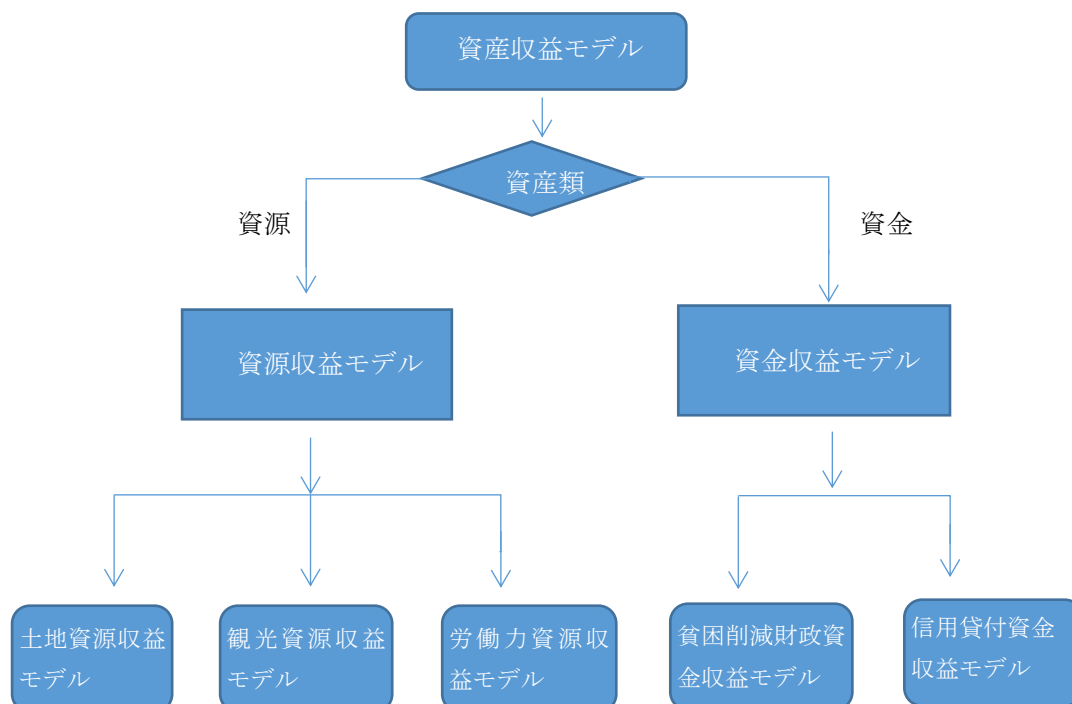 資産収益モデル
資産類
資源
資金
資源収益モデル
資金収益モデル
土地資源収益
モデル
観光資源収益
モデル
労働力資源収
益モデル
貧困削減財政資
金収益モデル
信用貸付資金
収益モデル